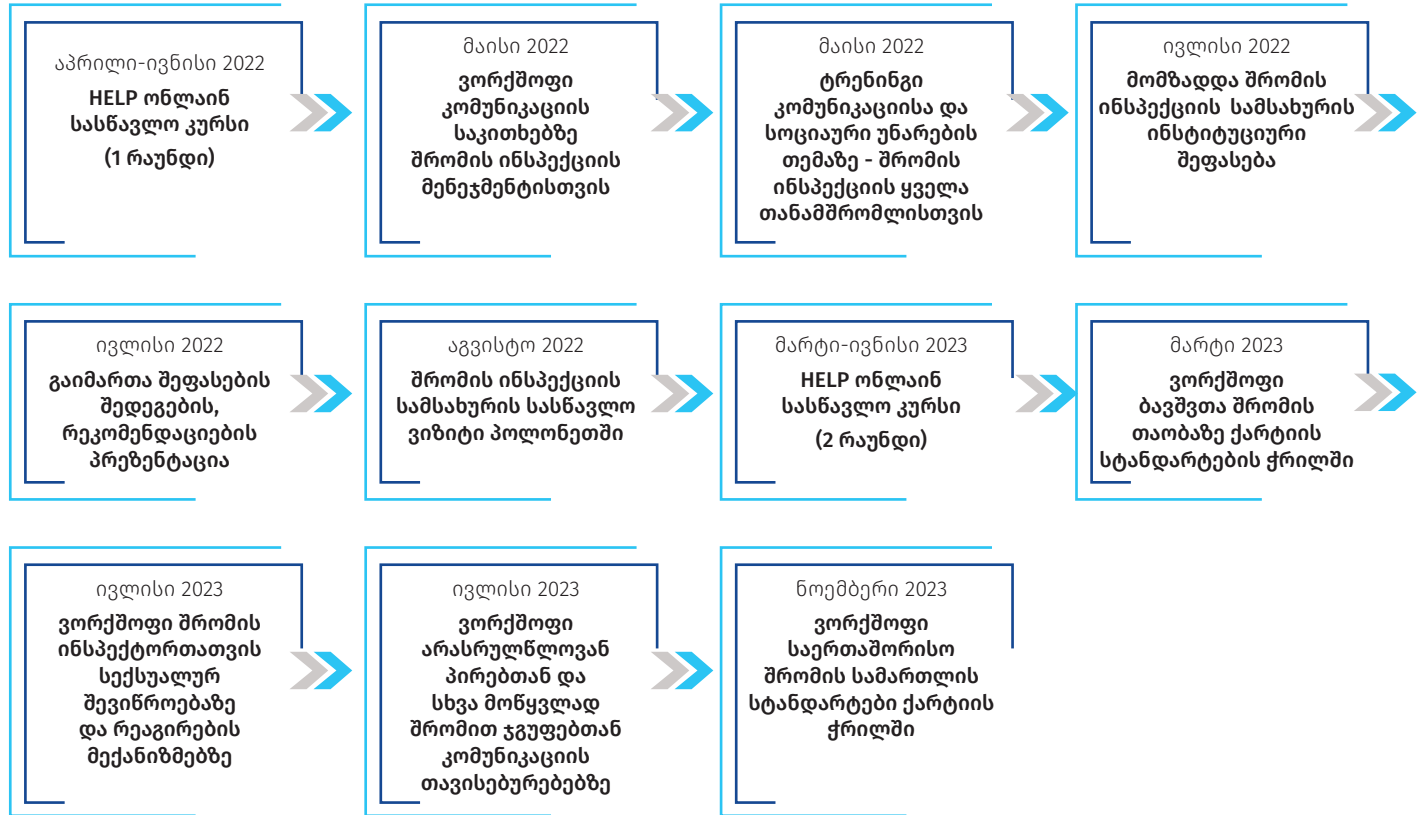 აპრილი-ივნისი 2022
HELP ონლაინ
სასწავლო კურსი
(1 რაუნდი)
მაისი 2022
ვორქშოფი
კომუნიკაციის
საკითხებზე
შრომის ინსპექციის
მენეჯმენტისთვის
მაისი 2022
ტრენინგი
კომუნიკაციისა და
სოციაური უნარების
თემაზე - შრომის
ინსპექციის ყველა
თანამშრომლისთვის
ივლისი 2022
მომზადდა შრომის
ინსპექციის სამსახურის
ინსტიტუციური
შეფასება
ივლისი 2022
გაიმართა შეფასების
შედეგების,
რეკომენდაციების
პრეზენტაცია
აგვისტო 2022
შრომის ინსპექციის
სამსახურის სასწავლო
ვიზიტი პოლონეთში
მარტი-ივნისი 2023
HELP ონლაინ
სასწავლო კურსი
(2 რაუნდი)
მარტი 2023
ვორქშოფი
ბავშვთა შრომის
თაობაზე ქარტიის
სტანდარტების ჭრილში
ივლისი 2023
ვორქშოფი შრომის
ინსპექტორთათვის
სექსუალურ
შევიწროებაზე
და რეაგირების
მექანიზმებზე
ივლისი 2023
ვორქშოფი
არასრულწლოვან
პირებთან და
სხვა მოწყვლად
შრომით ჯგუფებთან
კომუნიკაციის
თავისებურებებზე
ნოემბერი 2023
ვორქშოფი
საერთაშორისო
შრომის სამართლის
სტანდარტები ქარტიის
ჭრილში